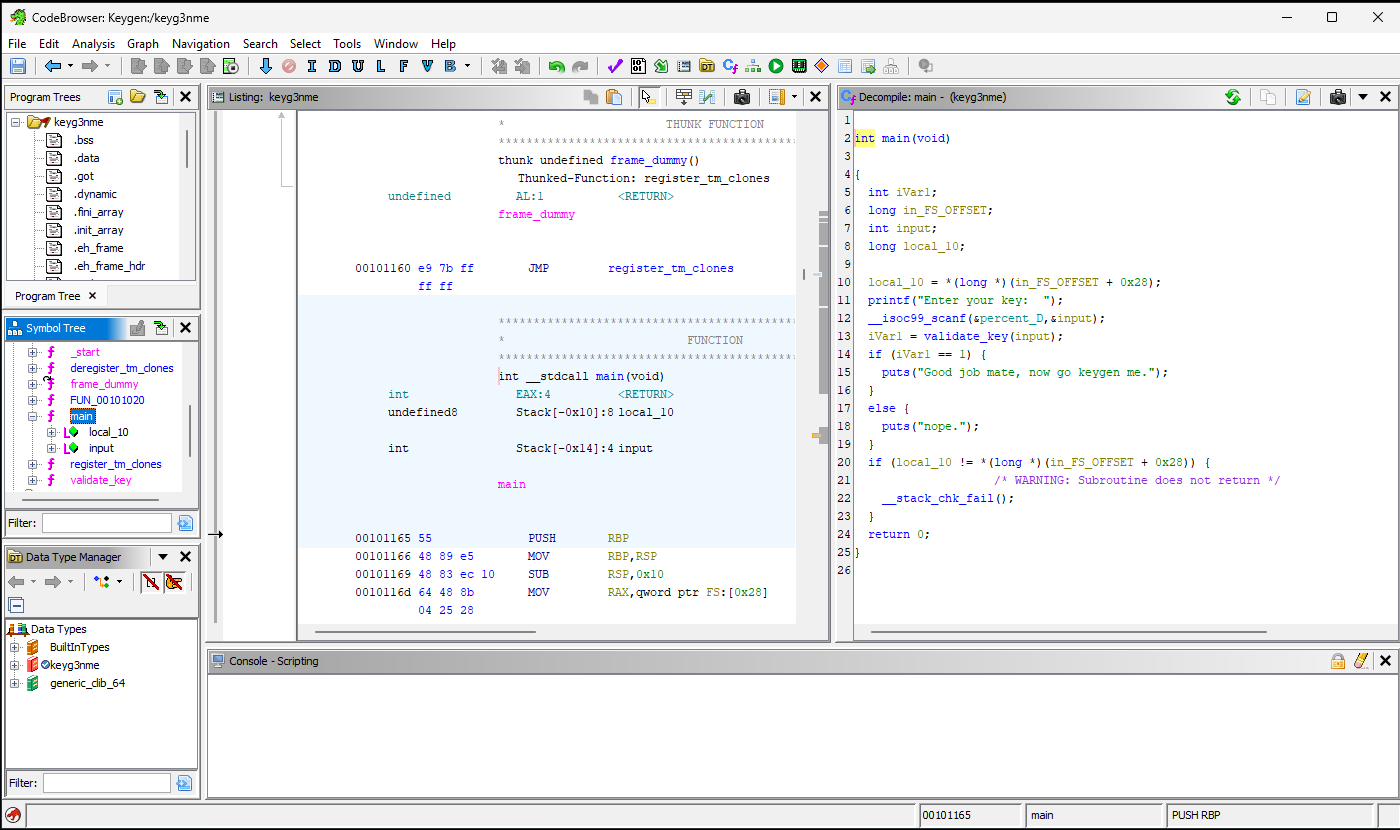 CodeBrowser: Keygen:/keyg3nme
File Edit Analysis Graph Navigation Search Select Tools Window Help
I D U L F V B
Program Trees
keyg3nme
.bss
.data
.got
.dynamic
.fini_array
.init_array
.eh_frame
.eh_frame_hdr
Program Tree
Symbol Tree
_start
deregister_tm_clones
frame_dummy
FUN_00101020
main
local_10
input
register_tm_clones
validate_key
Filter:
Data Type Manager
Data Types
BuiltInTypes
keyg3nme
generic_clib_64
Filter:
Listing: keyg3nme
* THUNK FUNCTION
******************************************
thunk undefined frame_dummy()
Thunked-Function: register_tm_clones
undefined AL:1 <RETURN>
frame_dummy
00101160 e9 7b ff JMP register_tm_clones
ff ff
******************************************
* FUNCTION
******************************************
int __stdcall main(void)
int EAX:4 <RETURN>
undefined8 Stack[-0x10]:8 local_10
int Stack[-0x14]:4 input
main
00101165 55 PUSH RBP
00101166 48 89 e5 MOV RBP,RSP
00101169 48 83 ec 10 SUB RSP,0x10
0010116d 64 48 8b MOV RAX,qword ptr FS:[0x28]
04 25 28
Decompile: main - (keyg3nme)
1
2 int main(void)
3
4 {
5 int iVar1;
6 long in_FS_OFFSET;
7 int input;
8 long local_10;
9
10 local_10 = *(long *)(in_FS_OFFSET + 0x28);
11 printf("Enter your key:  ");
12 __isoc99_scanf(&percent_D,&input);
13 iVar1 = validate_key(input);
14 if (iVar1 == 1) {
15 puts("Good job mate, now go keygen me.");
16 }
17 else {
18 puts("nope.");
19 }
20 if (local_10 != *(long *)(in_FS_OFFSET + 0x28)) {
21 /* WARNING: Subroutine does not return */
22 __stack_chk_fail();
23 }
24 return 0;
25 }
26
Console - Scripting
00101165 main PUSH RBP